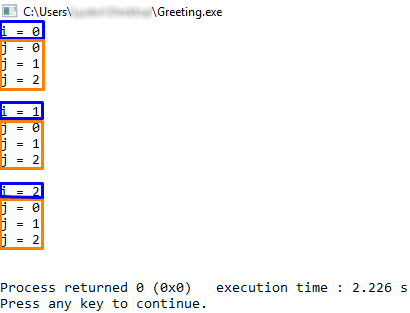 C:\Users\ \Greeting.exe
i = 0
j = 0
j = 1
j = 2
i = 1
j = 0
j = 1
j = 2
i = 2
j = 0
j = 1
j = 2
Process returned 0 (0x0)   execution time : 2.226 s
Press any key to continue.